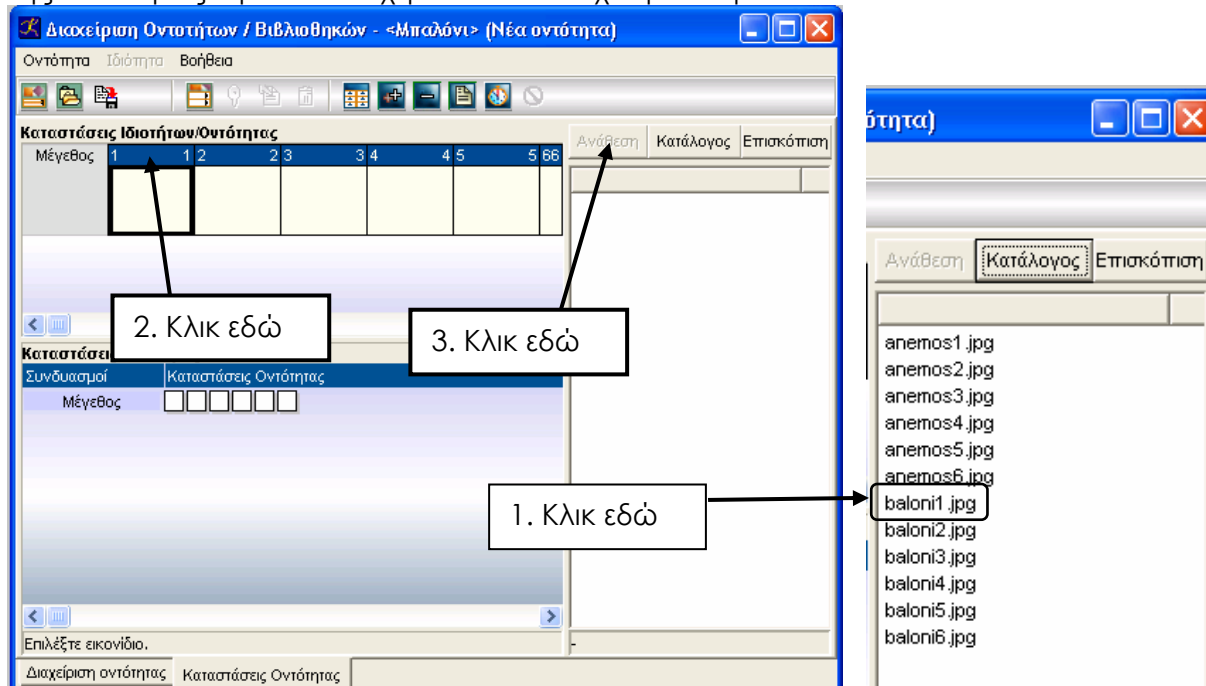 Διαχείριση Οντοτήτων / Βιβλιοθηκών - <Μπαλόνι> (Νέα οντότητα)
Οντότητα Ιδιότητα Βοήθεια
Καταστάσεις Ιδιοτήτων/Οντότητας
Μέγεθος 1 1 2 2 3 3 4 4 5 5 6 6
Ανάθεση Κατάλογος Επισκόπιση
2. Κλικ εδώ
3. Κλικ εδώ
Συνδυασμοί Καταστάσεις Οντότητας
Μέγεθος
1. Κλικ εδώ
Επιλέξτε εικονίδιο.
-
Διαχείριση οντότητας Καταστάσεις Οντότητας
ότητα)
Ανάθεση Κατάλογος Επισκόπιση
anemos1.jpg
anemos2.jpg
anemos3.jpg
anemos4.jpg
anemos5.jpg
anemos6.jpg
baloni1.jpg
baloni2.jpg
baloni3.jpg
baloni4.jpg
baloni5.jpg
baloni6.jpg